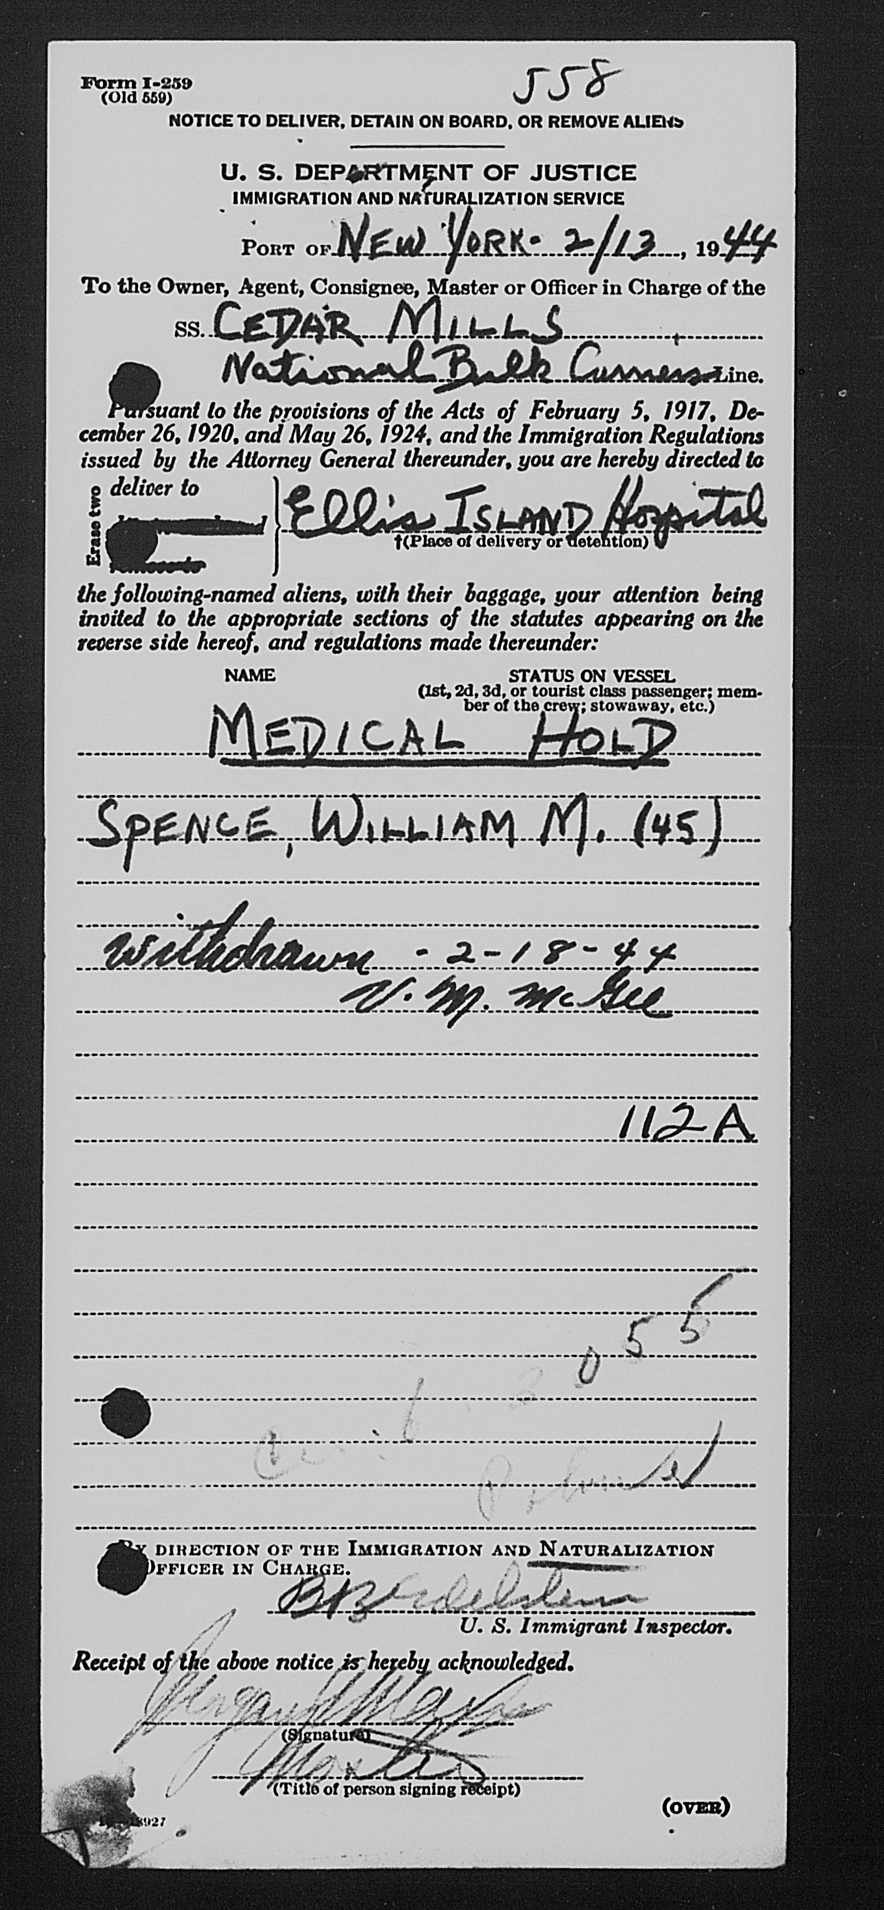 Form I-259
(Old 559)
558
NOTICE TO DELIVER, DETAIN ON BOARD, OR REMOVE ALIENS
U. S. DEPARTMENT OF JUSTICE
IMMIGRATION AND NATURALIZATION SERVICE
PORT OF NEW YORK - 2/13, 1944
To the Owner, Agent, Consignee, Master or Officer in Charge of the
SS. CEDAR MILLS
National Bulk Carriers Line.
Pursuant to the provisions of the Acts of February 5, 1917, De-
cember 26, 1920, and May 26, 1924, and the Immigration Regulations
issued by the Attorney General thereunder, you are hereby directed to
Erase two
deliver to
Ellis ISLAND Hospital
†(Place of delivery or detention)
the following-named aliens, with their baggage, your attention being
invited to the appropriate sections of the statutes appearing on the
reverse side hereof, and regulations made thereunder:
NAME STATUS ON VESSEL
(1st, 2d, 3d, or tourist class passenger; mem-
ber of the crew; stowaway, etc.)
MEDICAL HOLD
SPENCE, WILLIAM M. (45)
withdrawn - 2-18-44
V. M. McGee
112A
055
BY DIRECTION OF THE IMMIGRATION AND NATURALIZATION
OFFICER IN CHARGE.
U. S. Immigrant Inspector.
Receipt of the above notice is hereby acknowledged.
(Signature)
Master
(Title of person signing receipt)
(OVER)